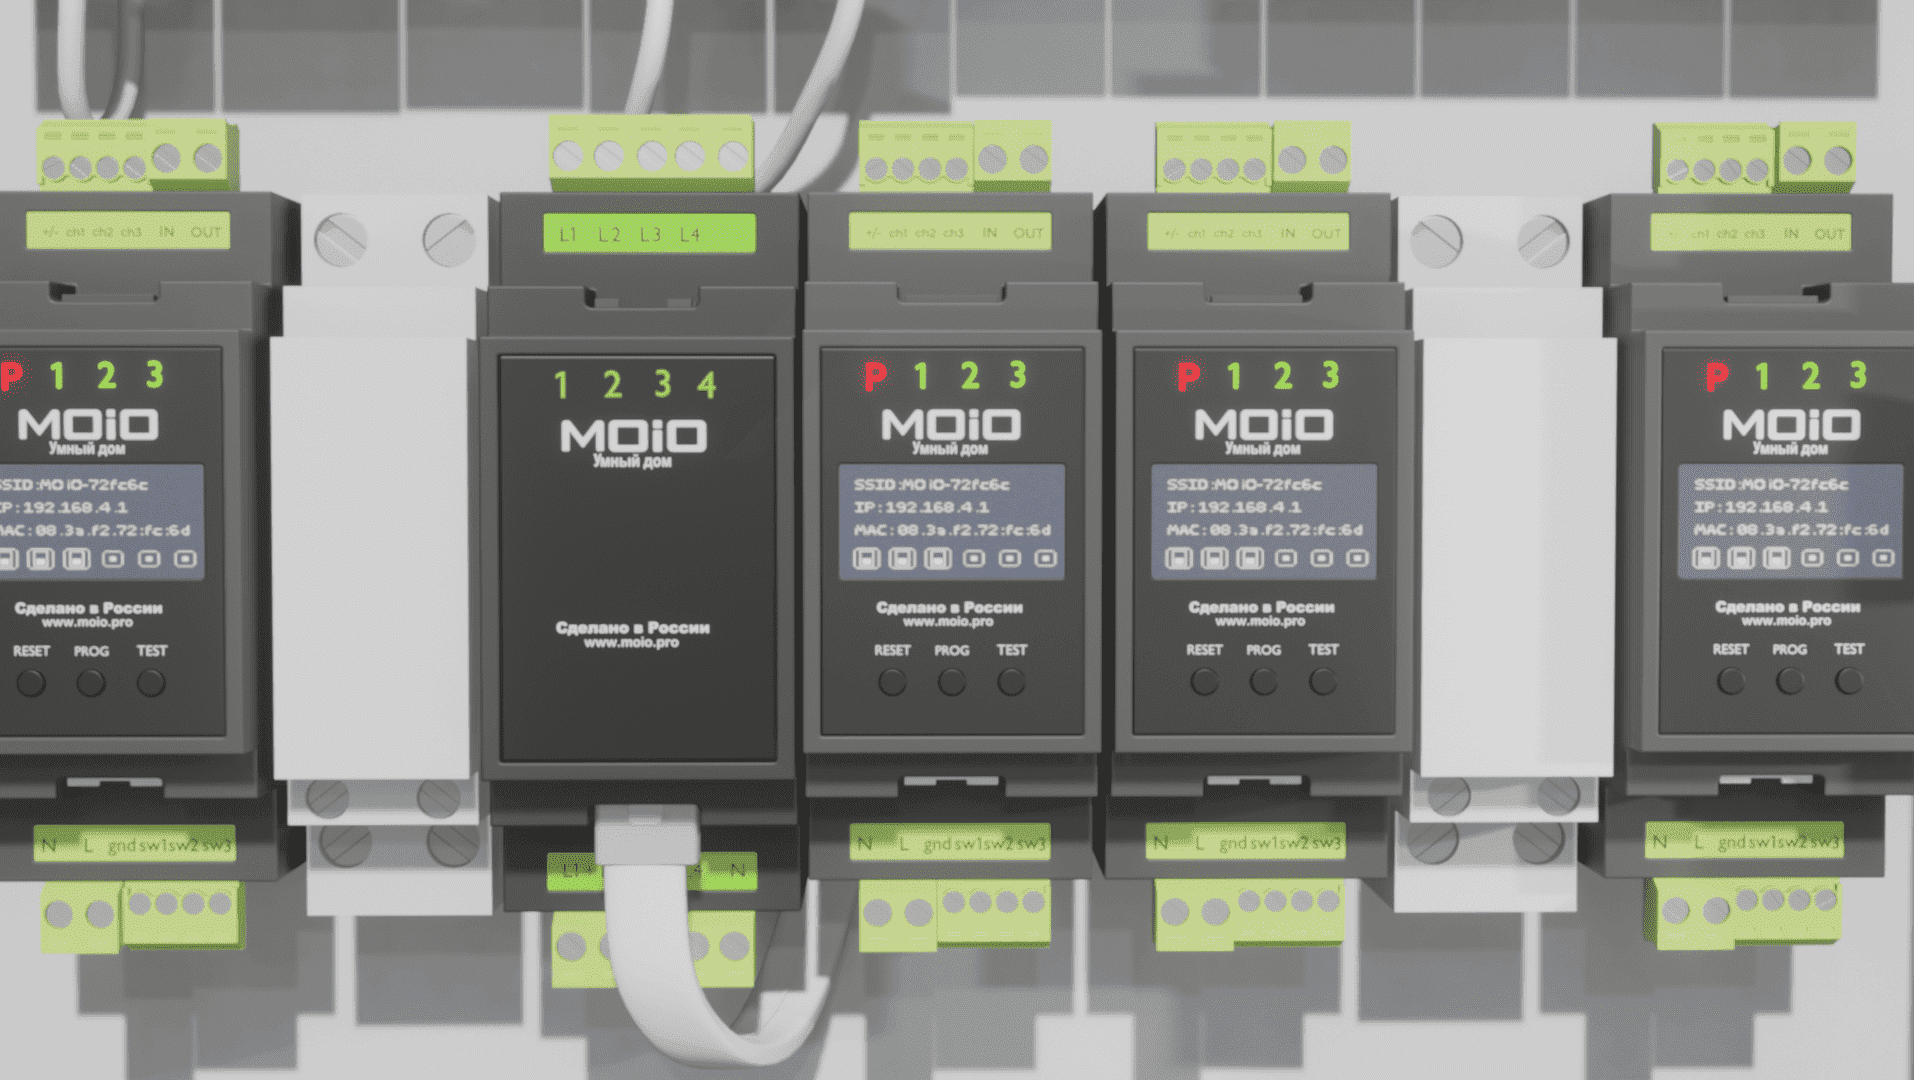 +/- ch1 ch2 ch3 IN OUT
P 1 2 3
MOiO
Умный дом
SSID:MOiO-72fc6c
IP:192.168.4.1
MAC:08.3a.f2.72:fc:6d
Сделано в России
www.moio.pro
RESET PROG TEST
N L gnd sw1 sw2 sw3
L1 L2 L3 L4
1 2 3 4
MOiO
Умный дом
Сделано в России
www.moio.pro
L1 N
+/- ch1 ch2 ch3 IN OUT
P 1 2 3
MOiO
Умный дом
SSID:MOiO-72fc6c
IP:192.168.4.1
MAC:08.3a.f2.72:fc:6d
Сделано в России
www.moio.pro
RESET PROG TEST
N L gnd sw1 sw2 sw3
+/- ch1 ch2 ch3 IN OUT
P 1 2 3
MOiO
Умный дом
SSID:MOiO-72fc6c
IP:192.168.4.1
MAC:08.3a.f2.72:fc:6d
Сделано в России
www.moio.pro
RESET PROG TEST
N L gnd sw1 sw2 sw3
ch1 ch2 ch3 IN OUT
P 1 2 3
MOiO
Умный дом
SSID:MOiO-72fc6c
IP:192.168.4.1
MAC:08.3a.f2.72:fc:6d
Сделано в России
www.moio.pro
RESET PROG TEST
N L gnd sw1 sw2 sw3